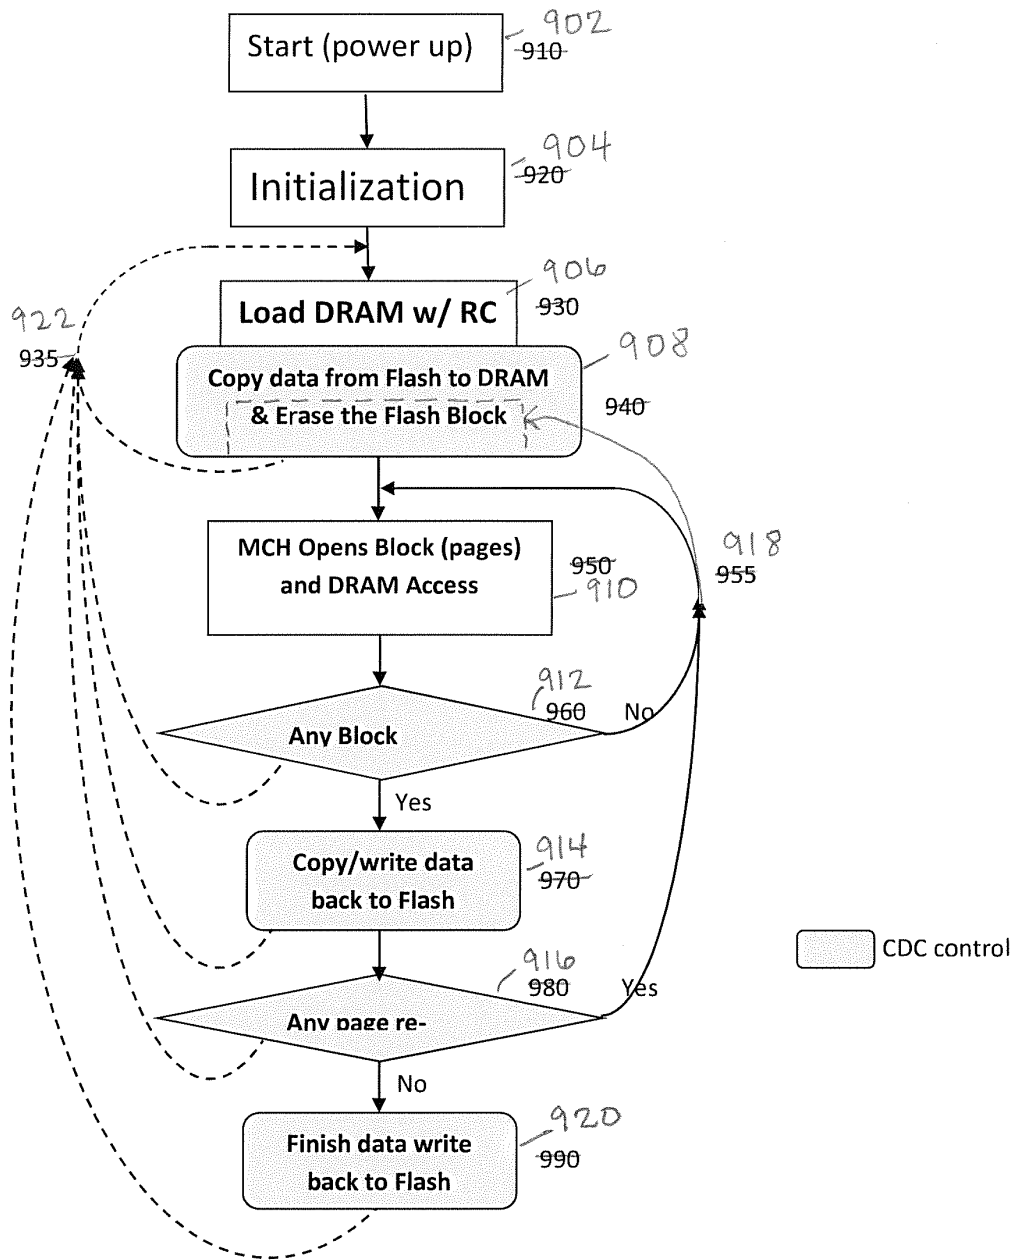 Start (power up)
902
910
Initialization
904
920
906
Load DRAM w/ RC
930
922
935
908
Copy data from Flash to DRAM
940
& Erase the Flash Block
MCH Opens Block (pages)
950
and DRAM Access
910
918
955
912
960
No
Any Block
Yes
914
Copy/write data
970
back to Flash
CDC control
916
980
Yes
Any page re-
No
920
Finish data write
990
back to Flash